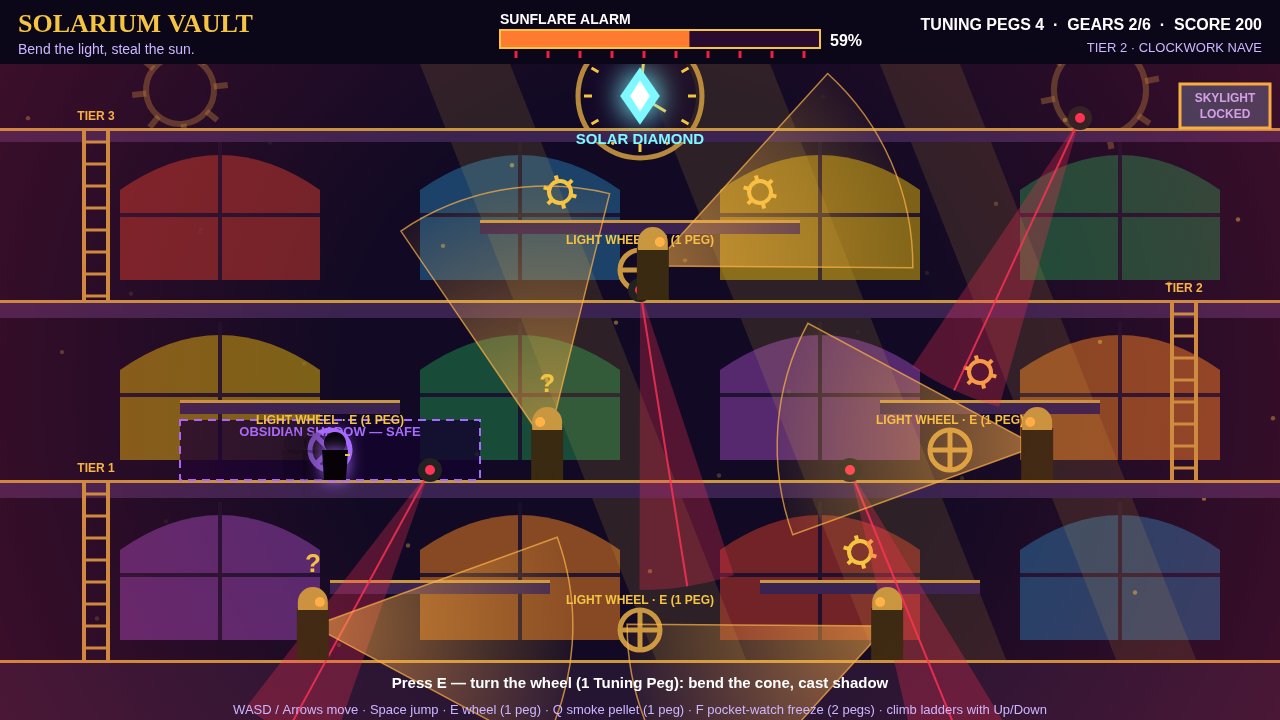 SOLARIUM VAULT
Bend the light, steal the sun.
SUNFLARE ALARM
59%
TUNING PEGS 4 · GEARS 2/6 · SCORE 200
TIER 2 · CLOCKWORK NAVE
SKYLIGHT
LOCKED
TIER 3
SOLAR DIAMOND
LIGHT WHEEL (1 PEG)
TIER 2
?
LIGHT WHEEL · E (1 PEG)
OBSIDIAN SHADOW — SAFE
LIGHT WHEEL · E (1 PEG)
TIER 1
?
LIGHT WHEEL · E (1 PEG)
Press E — turn the wheel (1 Tuning Peg): bend the cone, cast shadow
WASD / Arrows move · Space jump · E wheel (1 peg) · Q smoke pellet (1 peg) · F pocket-watch freeze (2 pegs) · climb ladders with Up/Down